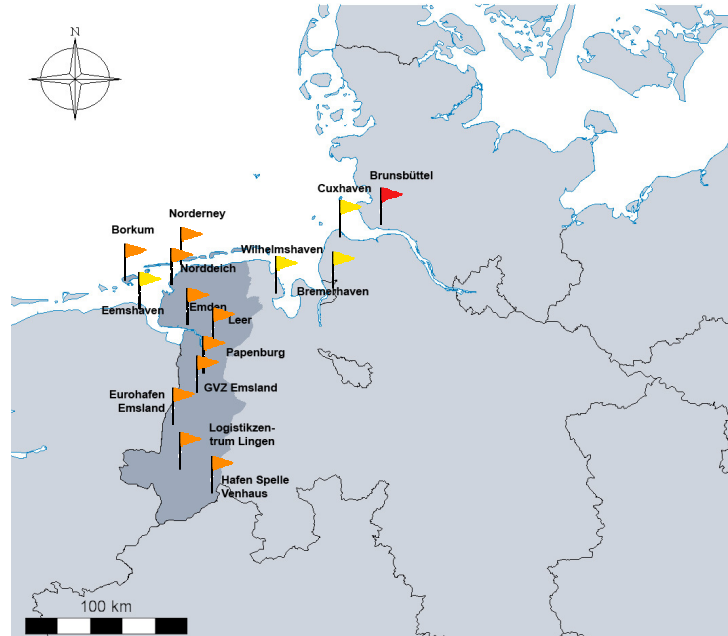 N
Brunsbüttel
Cuxhaven
Norderney
Borkum
Wilhelmshaven
Norddeich
Bremerhaven
Eemshaven
Emden
Leer
Papenburg
GVZ Emsland
Eurohafen
Emsland
Logistikzen-
trum Lingen
Hafen Spelle
Venhaus
100 km